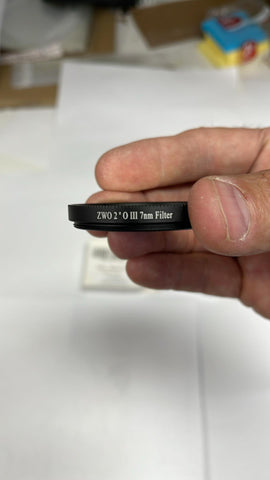 ZWO 2" O III 7nm Filter